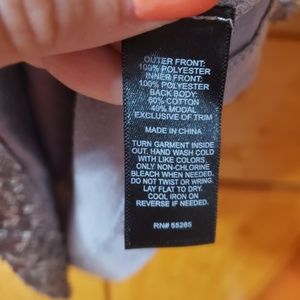 OUTER FRONT:
100% POLYESTER
INNER FRONT:
100% POLYESTER
BACK BODY:
60% COTTON
40% MODAL
EXCLUSIVE OF TRIM
MADE IN CHINA
TURN GARMENT INSIDE
OUT. HAND WASH COLD
WITH LIKE COLORS.
ONLY NON-CHLORINE
BLEACH WHEN NEEDED.
DO NOT TWIST OR WRING.
LAY FLAT TO DRY.
COOL IRON ON
REVERSE IF NEEDED.
RN# 55285